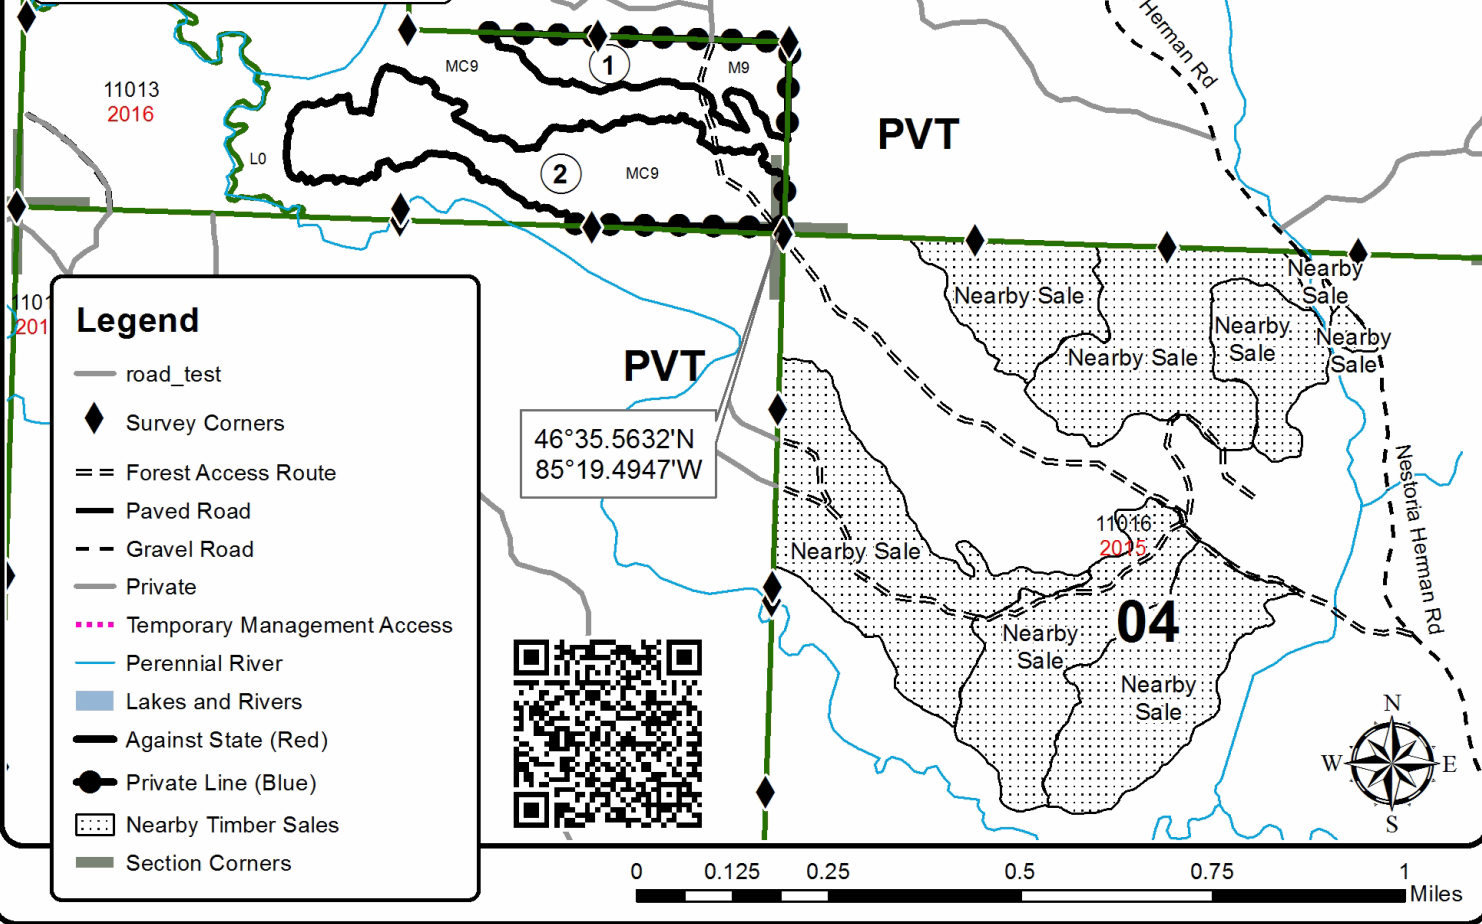 Herman Rd
MC9
1
M9
11013
2016
PVT
L0
2
MC9
Nearby
Sale
Nearby Sale
Nearby
Sale
Nearby
Sale
Nearby Sale
PVT
1101
201
Legend
road_test
Survey Corners
Forest Access Route
Paved Road
Gravel Road
Private
Temporary Management Access
Perennial River
Lakes and Rivers
Against State (Red)
Private Line (Blue)
Nearby Timber Sales
Section Corners
46°35.5632'N
85°19.4947'W
Nestoria Herman Rd
11016
2015
Nearby Sale
04
Nearby
Sale
Nearby
Sale
N
W
E
S
0
0.125
0.25
0.5
0.75
1
Miles